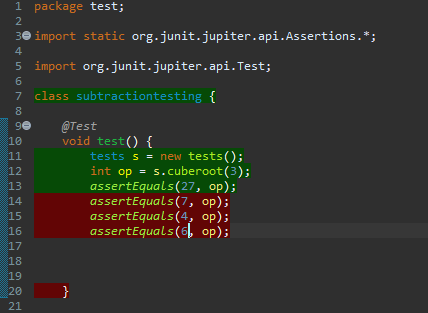 1 package test;
2
3 import static org.junit.jupiter.api.Assertions.*;
4
5 import org.junit.jupiter.api.Test;
6
7 class subtractiontesting {
8
9 @Test
10 void test() {
11 tests s = new tests();
12 int op = s.cuberoot(3);
13 assertEquals(27, op);
14 assertEquals(7, op);
15 assertEquals(4, op);
16 assertEquals(6, op);
17
18
19
20 }
21